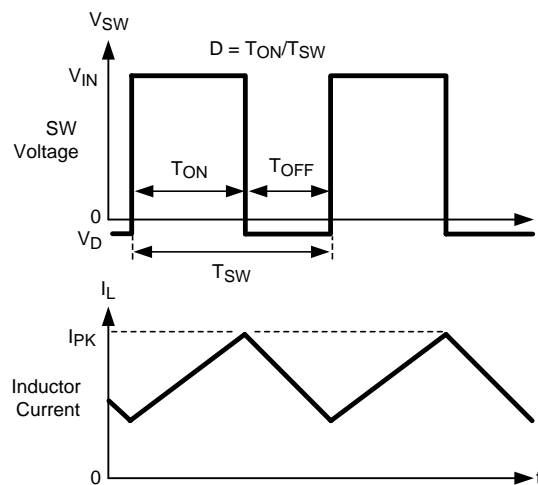 VSW
D = TON/TSW
VIN
SW
Voltage
TON
TOFF
0
VD
TSW
IL
IPK
Inductor
Current
0
t